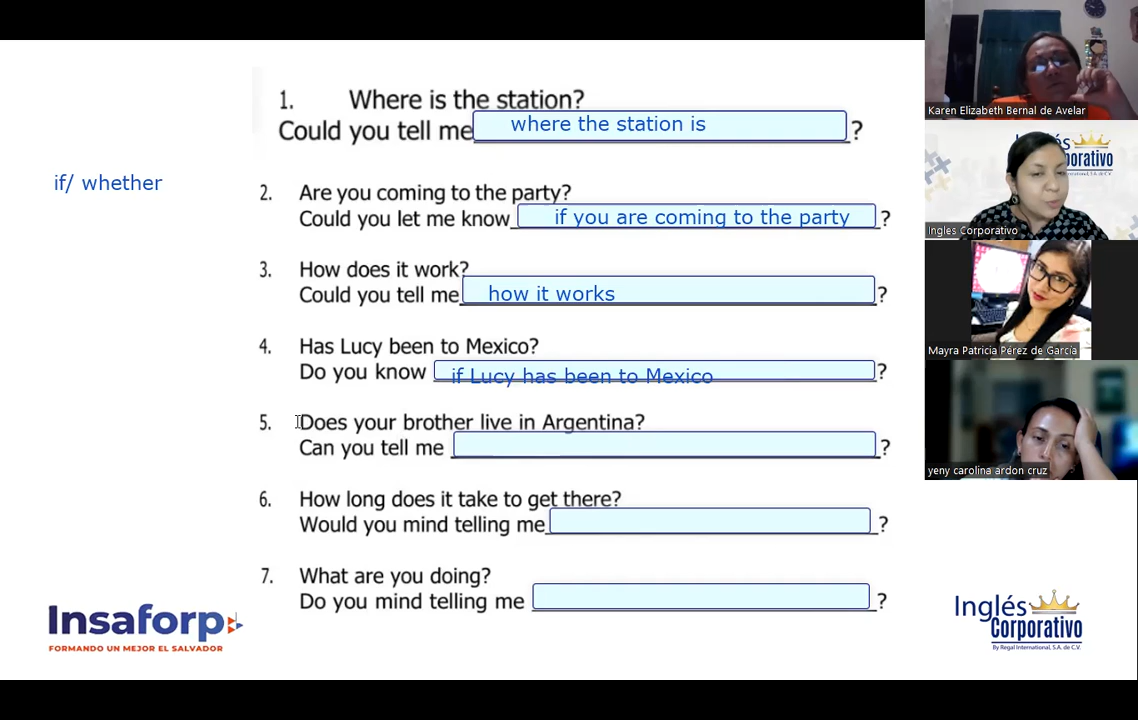 1. Where is the station?
Could you tell me where the station is ?
if/ whether
2. Are you coming to the party?
Could you let me know if you are coming to the party ?
3. How does it work?
Could you tell me how it works ?
4. Has Lucy been to Mexico?
Do you know if Lucy has been to Mexico ?
5. Does your brother live in Argentina?
Can you tell me ?
6. How long does it take to get there?
Would you mind telling me ?
7. What are you doing?
Do you mind telling me ?
Insaforp
FORMANDO UN MEJOR EL SALVADOR
Inglés
Corporativo
By Regal International, S.A. de C.V.
Karen Elizabeth Bernal de Avelar
Ingles Corporativo
Mayra Patricia Pérez de García
yeny carolina ardon cruz